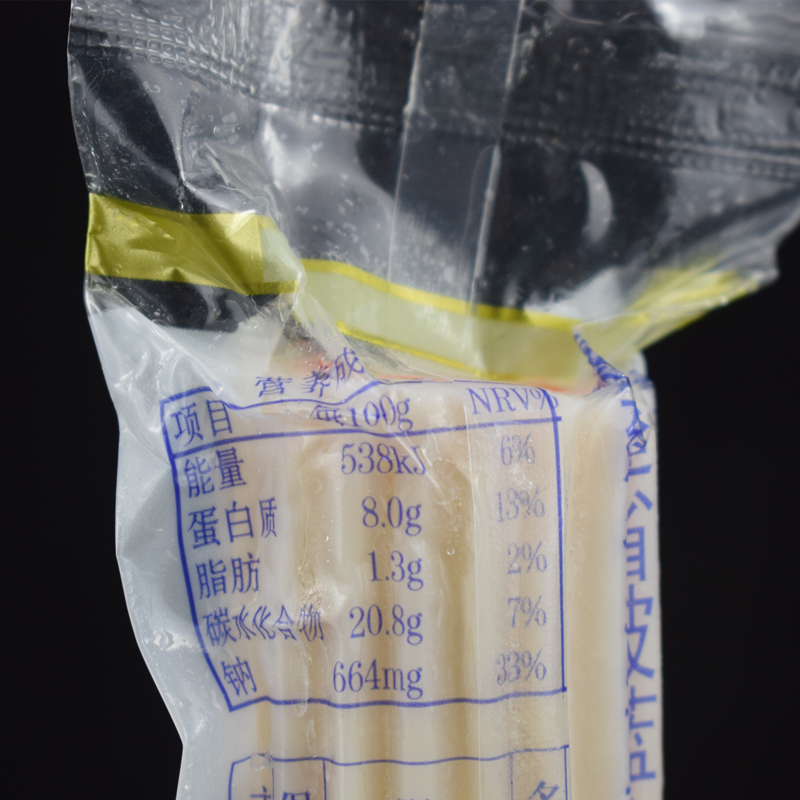 营养成
项目 每100g NRV%
能量 538kJ 6%
蛋白质 8.0g 13%
脂肪 1.3g 2%
碳水化合物 20.8g 7%
钠 664mg 33%